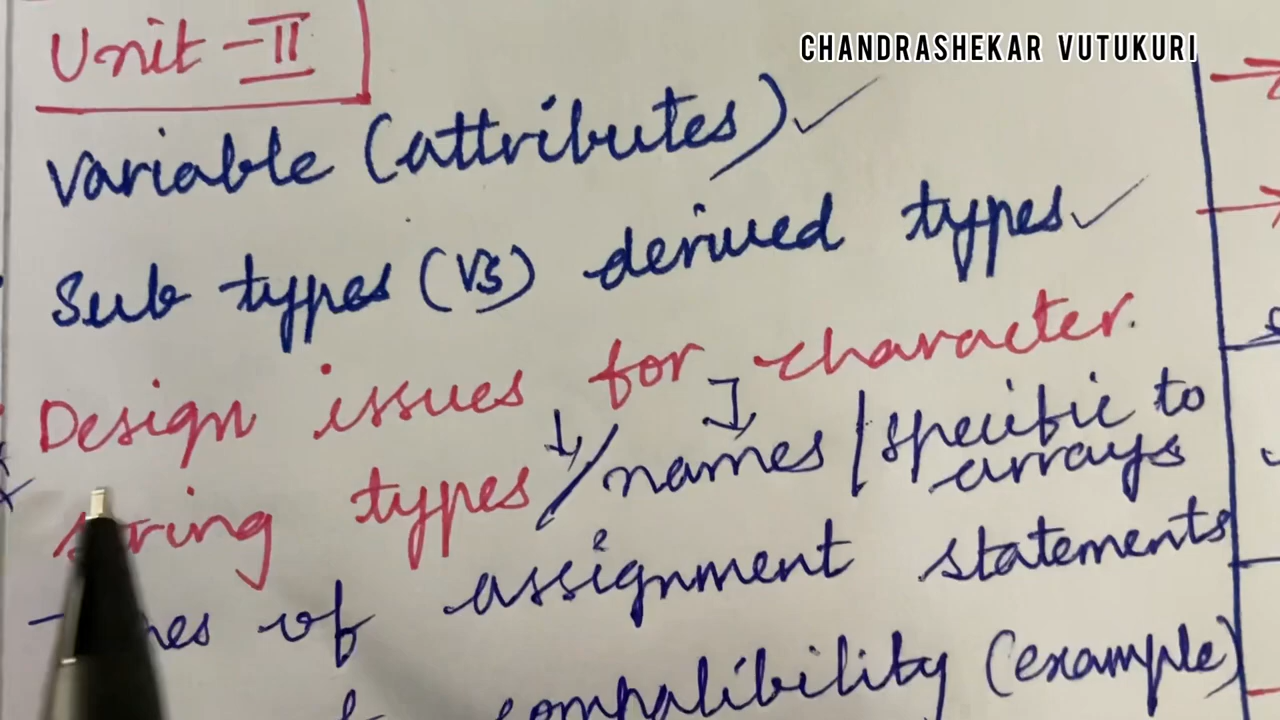 CHANDRASHEKAR VUTUKURI
Unit-II
Variable (attributes) ✓
Sub types (vs) derived types ✓
Design issues for character.
string types / names / specific to
arrays
of assignment statements
compatibility (example)